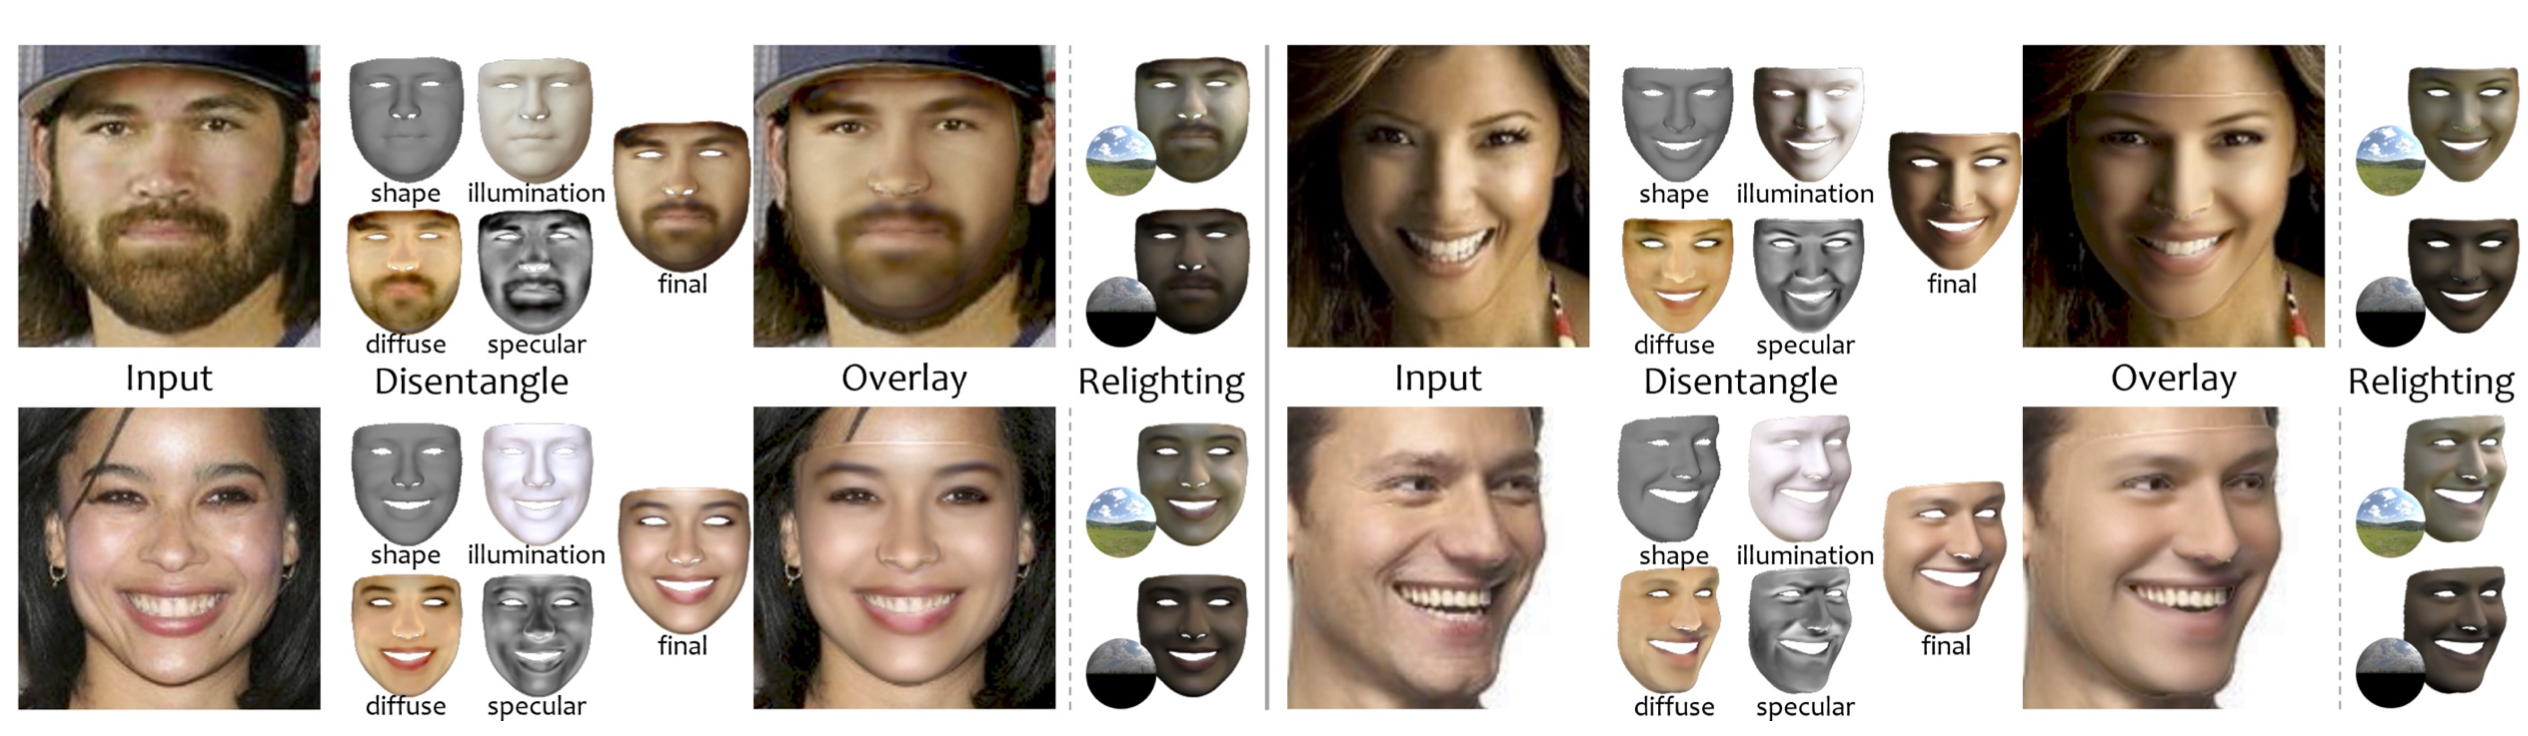 shape illumination
final
diffuse specular
shape illumination
final
diffuse specular
Input Disentangle Overlay Relighting
Input Disentangle Overlay Relighting
shape illumination
final
diffuse specular
shape illumination
final
diffuse specular